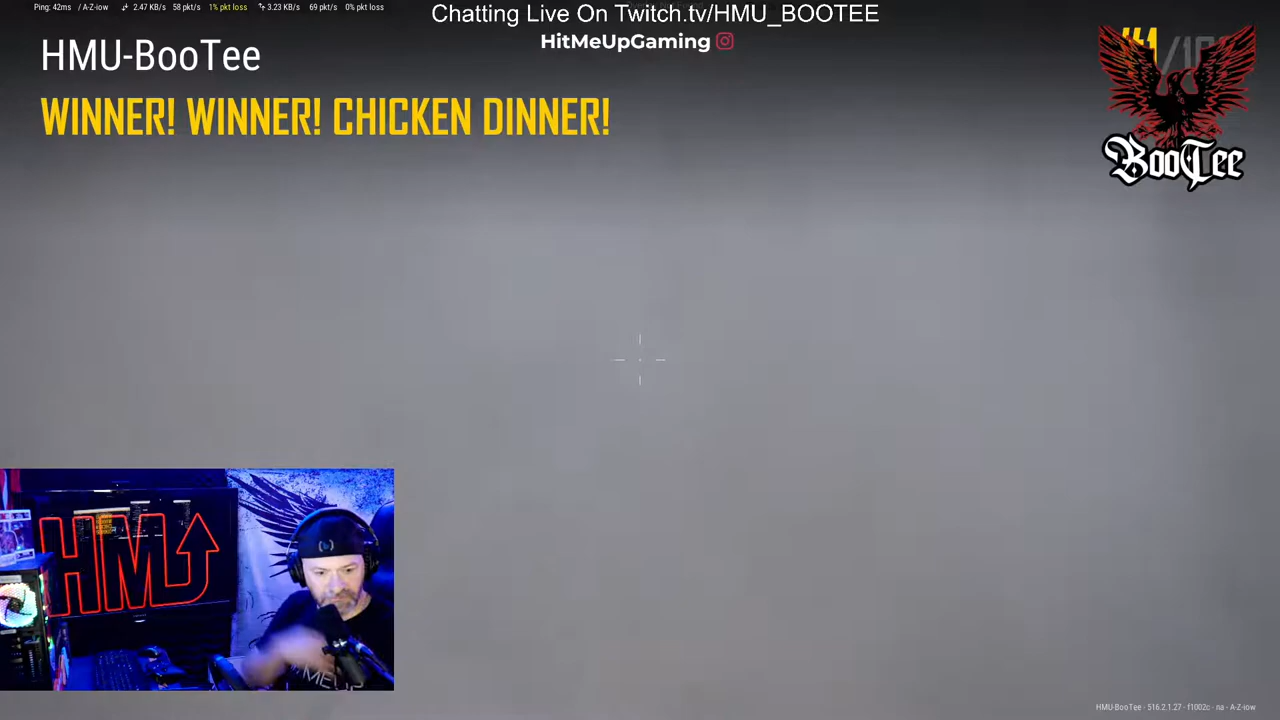 Ping: 42ms / A-Z-iow 2.47 KB/s 58 pkt/s 1% pkt loss 3.23 KB/s 69 pkt/s 0% pkt loss
Chatting Live On Twitch.tv/HMU_BOOTEE
HitMeUpGaming
HMU-BooTee
WINNER! WINNER! CHICKEN DINNER!
BooTee
HMU
HMU-BooTee - 516.2.1.27 - f1002c - na - A-Z-iow